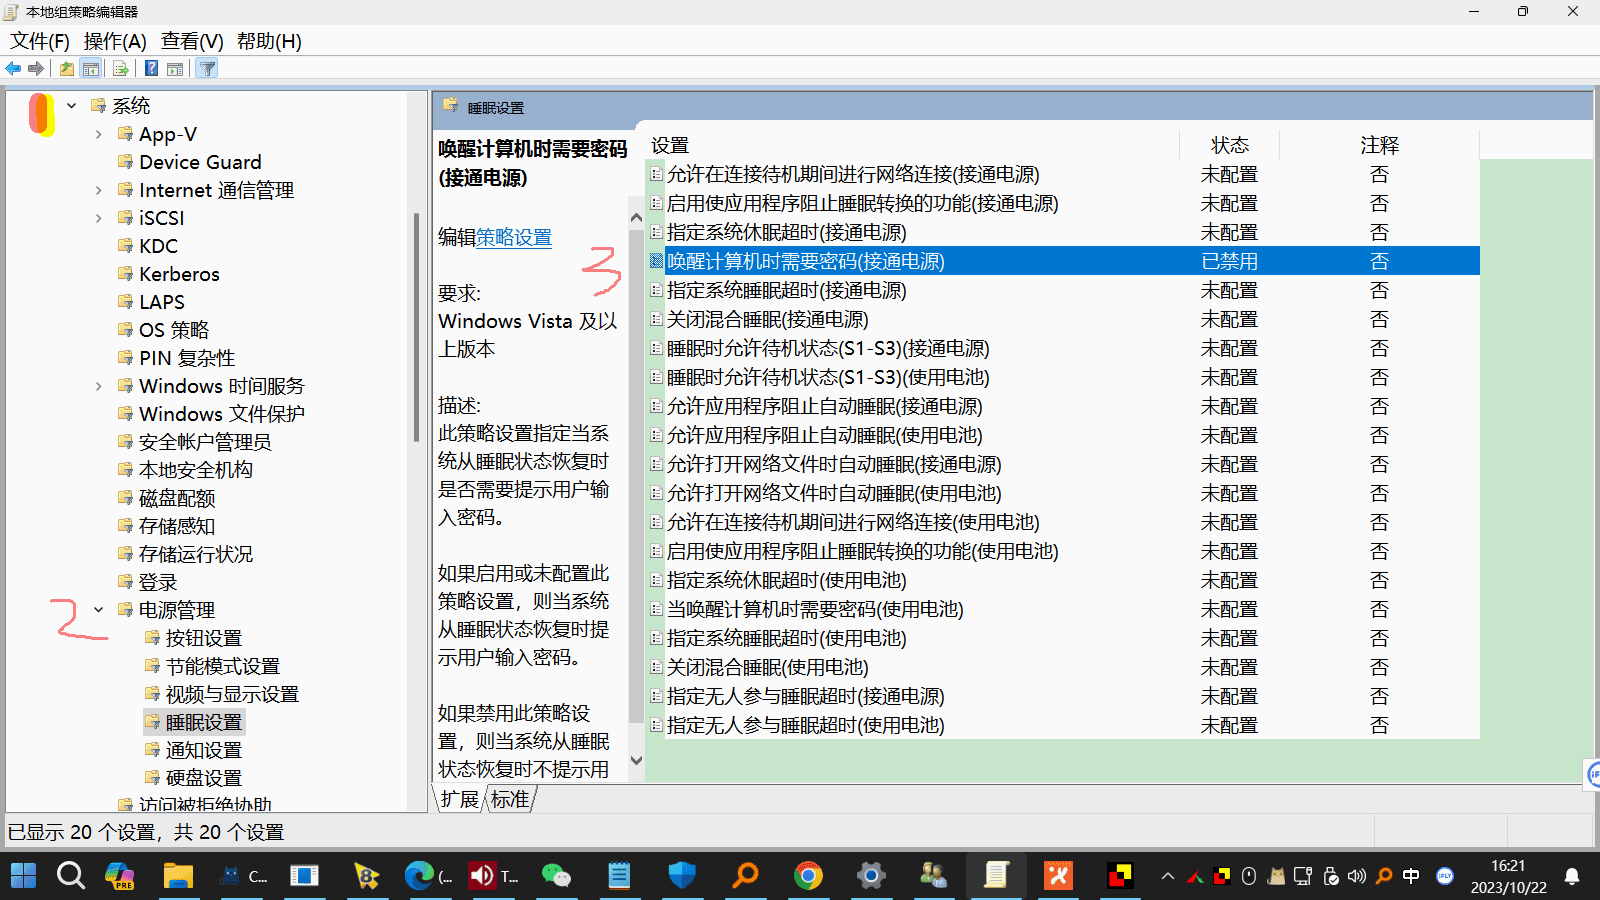 本地组策略编辑器
文件(F) 操作(A) 查看(V) 帮助(H)
系统
App-V
Device Guard
Internet 通信管理
iSCSI
KDC
Kerberos
LAPS
OS 策略
PIN 复杂性
Windows 时间服务
Windows 文件保护
安全帐户管理员
本地安全机构
磁盘配额
存储感知
存储运行状况
登录
2
电源管理
按钮设置
节能模式设置
视频与显示设置
睡眠设置
通知设置
硬盘设置
访问被拒绝协助
睡眠设置
唤醒计算机时需要密码
(接通电源)
编辑策略设置
3
要求:
Windows Vista 及以
上版本
描述:
此策略设置指定当系
统从睡眠状态恢复时
是否需要提示用户输
入密码。
如果启用或未配置此
策略设置，则当系统
从睡眠状态恢复时提
示用户输入密码。
如果禁用此策略设
置，则当系统从睡眠
状态恢复时不提示用
设置 状态 注释
允许在连接待机期间进行网络连接(接通电源) 未配置 否
启用使应用程序阻止睡眠转换的功能(接通电源) 未配置 否
指定系统休眠超时(接通电源) 未配置 否
唤醒计算机时需要密码(接通电源) 已禁用 否
指定系统睡眠超时(接通电源) 未配置 否
关闭混合睡眠(接通电源) 未配置 否
睡眠时允许待机状态(S1-S3)(接通电源) 未配置 否
睡眠时允许待机状态(S1-S3)(使用电池) 未配置 否
允许应用程序阻止自动睡眠(接通电源) 未配置 否
允许应用程序阻止自动睡眠(使用电池) 未配置 否
允许打开网络文件时自动睡眠(接通电源) 未配置 否
允许打开网络文件时自动睡眠(使用电池) 未配置 否
允许在连接待机期间进行网络连接(使用电池) 未配置 否
启用使应用程序阻止睡眠转换的功能(使用电池) 未配置 否
指定系统休眠超时(使用电池) 未配置 否
当唤醒计算机时需要密码(使用电池) 未配置 否
指定系统睡眠超时(使用电池) 未配置 否
关闭混合睡眠(使用电池) 未配置 否
指定无人参与睡眠超时(接通电源) 未配置 否
指定无人参与睡眠超时(使用电池) 未配置 否
扩展 标准
已显示 20 个设置，共 20 个设置
PRE
C...
(...
T...
中
iFLY
16:21
2023/10/22